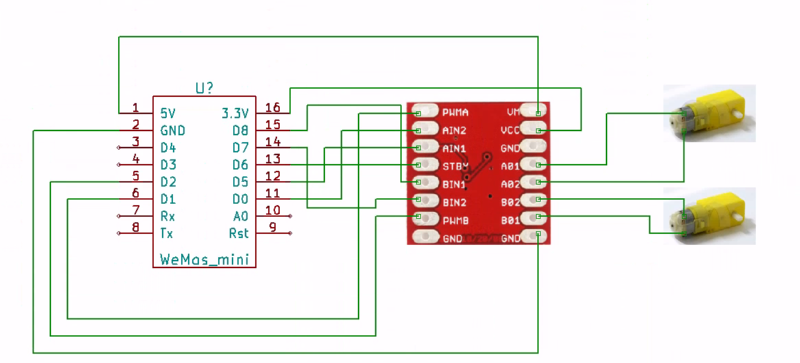 U?
1 5V 3.3V 16
2 GND D8 15
3 D4 D7 14
4 D3 D6 13
5 D2 D5 12
6 D1 D0 11
7 Rx A0 10
8 Tx Rst 9
WeMas_mini
PWMA VM
AIN2 VCC
AIN1 GND
STBY A01
BIN1 A02
BIN2 B02
PWMB B01
GND GND